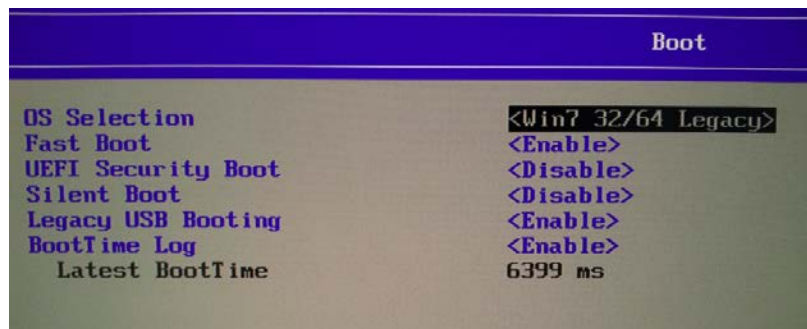 Boot
OS Selection <Win7 32/64 Legacy>
Fast Boot <Enable>
UEFI Security Boot <Disable>
Silent Boot <Disable>
Legacy USB Booting <Enable>
BootTime Log <Enable>
Latest BootTime 6399 ms